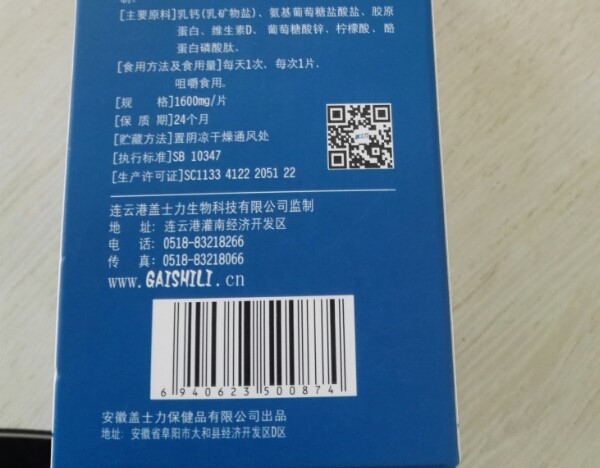 [主要原料]乳钙(乳矿物盐)、氨基葡萄糖盐酸盐、胶原
蛋白、维生素D、葡萄糖酸锌、柠檬酸、酪
蛋白磷酸肽。
[食用方法及食用量]每天1次、每次1片.
咀嚼食用。
[规 格]1600mg/片
[保 质 期]24个月
[贮藏方法]置阴凉干燥通风处
[执行标准]SB 10347
[生产许可证]SC1133 4122 2051 22
连云港盖士力生物科技有限公司监制
地 址: 连云港灌南经济开发区
电 话: 0518-83218266
传 真: 0518-83218066
www.GAISHILI.cn
6 940623 500874
安徽盖士力保健品有限公司出品
地址: 安徽省阜阳市太和县经济开发区D区